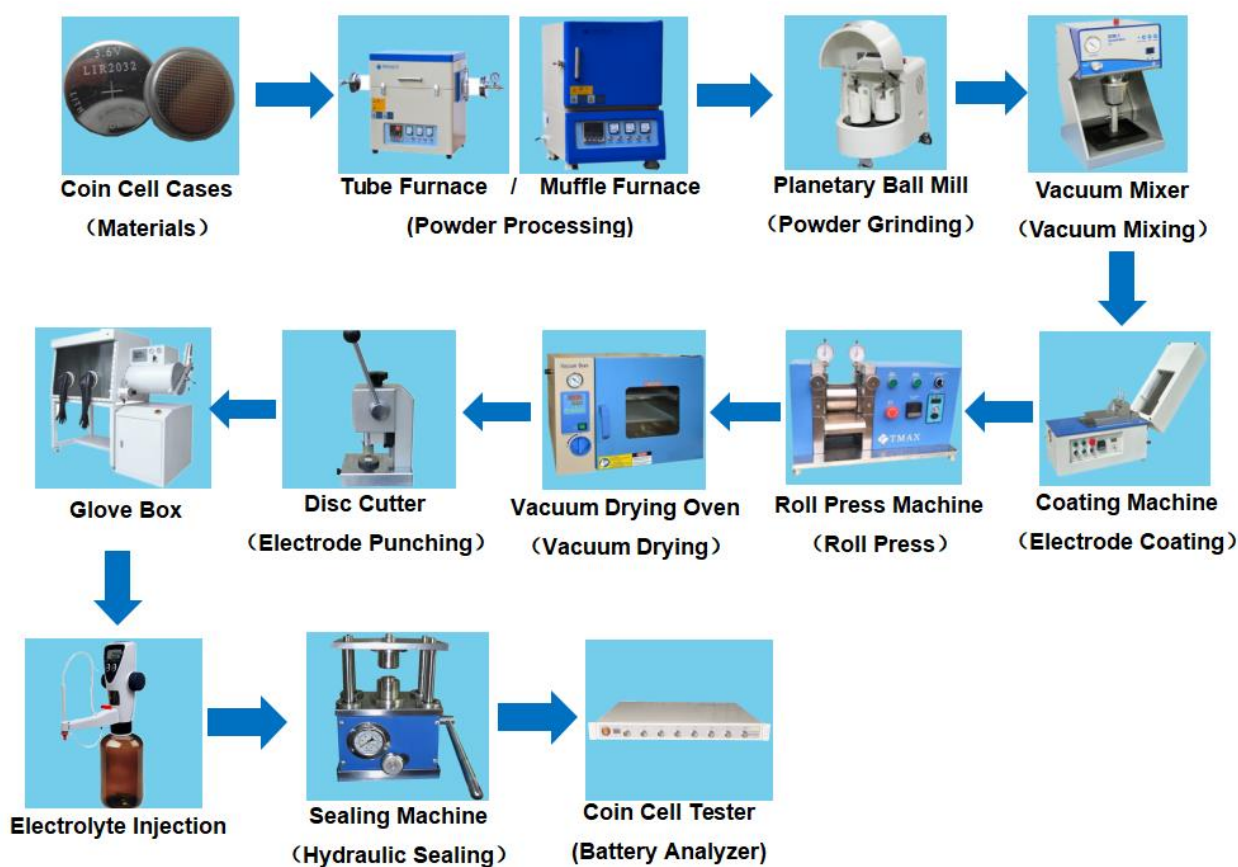 3.6V
LIR2032
Coin Cell Cases
（Materials）
Tube Furnace / Muffle Furnace
(Powder Processing)
Planetary Ball Mill
（Powder Grinding）
Vacuum Mixer
（Vacuum Mixing）
Glove Box
Disc Cutter
（Electrode Punching）
Vacuum Oven
Vacuum Drying Oven
（Vacuum Drying）
TMAX
Roll Press Machine
（Roll Press）
Coating Machine
（Electrode Coating）
Electrolyte Injection
Sealing Machine
（Hydraulic Sealing）
Coin Cell Tester
(Battery Analyzer)